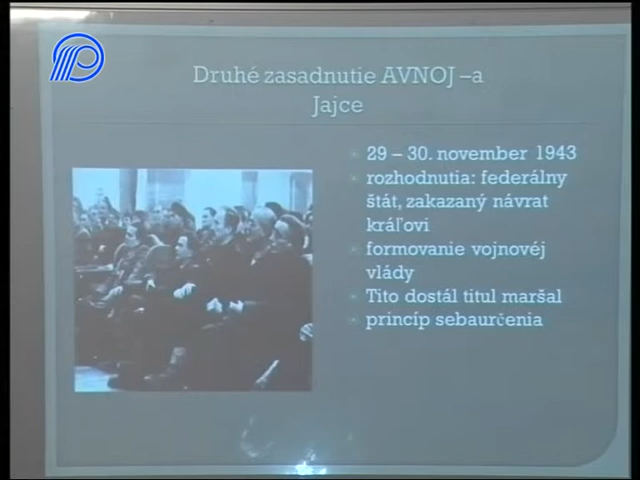 Druhé zasadnutie AVNOJ –a
Jajce
29 – 30. november 1943
rozhodnutia: federálny
štát, zakazaný návrat
kráľovi
formovanie vojnovéj
vlády
Tito dostál titul maršal
princíp sebaurčenia